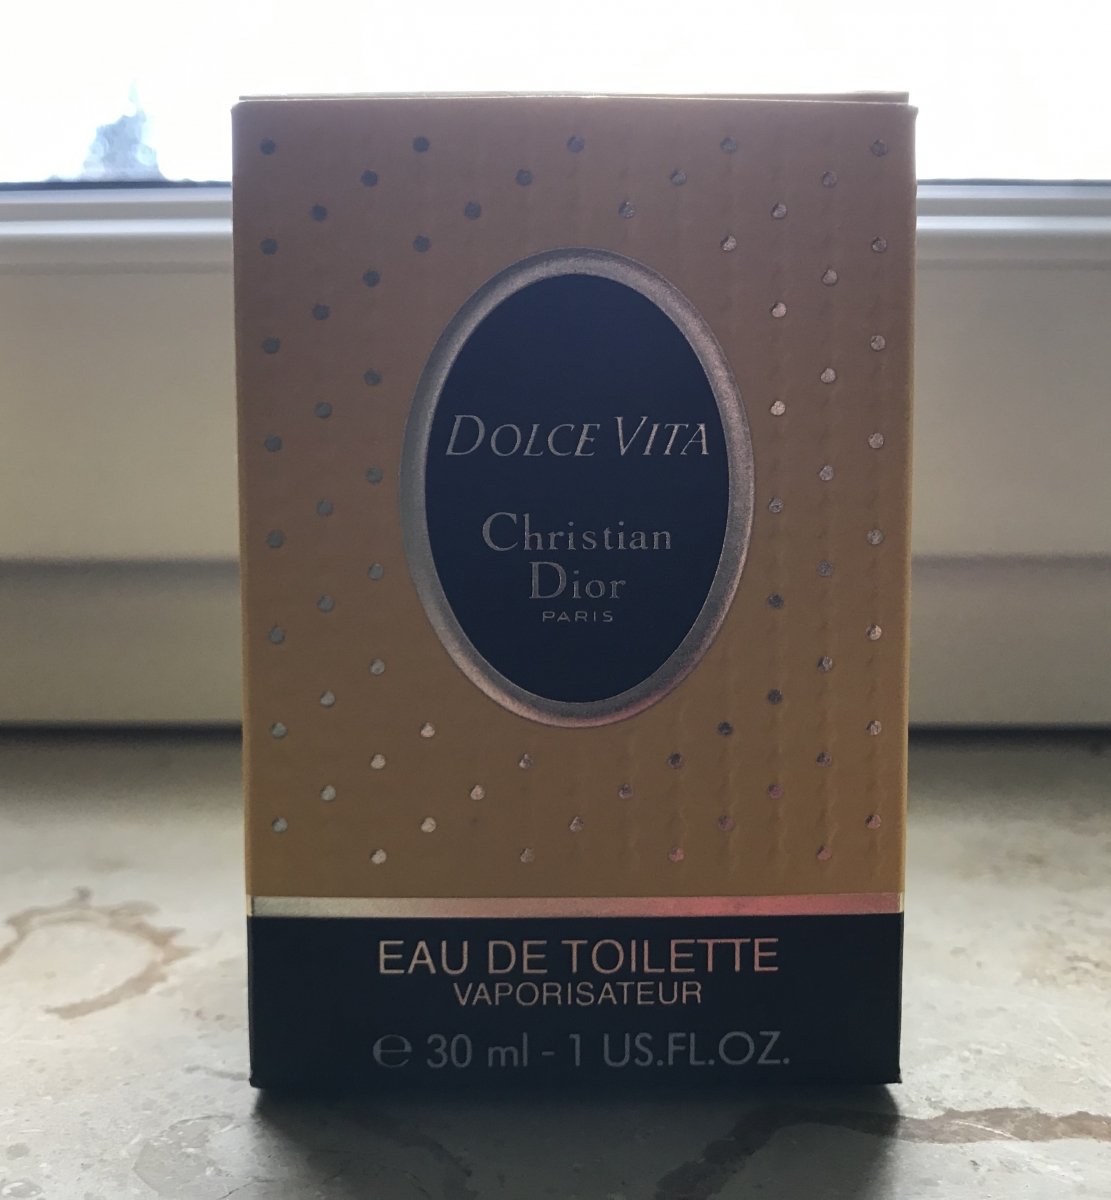 DOLCE VITA
Christian
Dior
PARIS
EAU DE TOILETTE
VAPORISATEUR
℮ 30 ml - 1 US.FL.OZ.